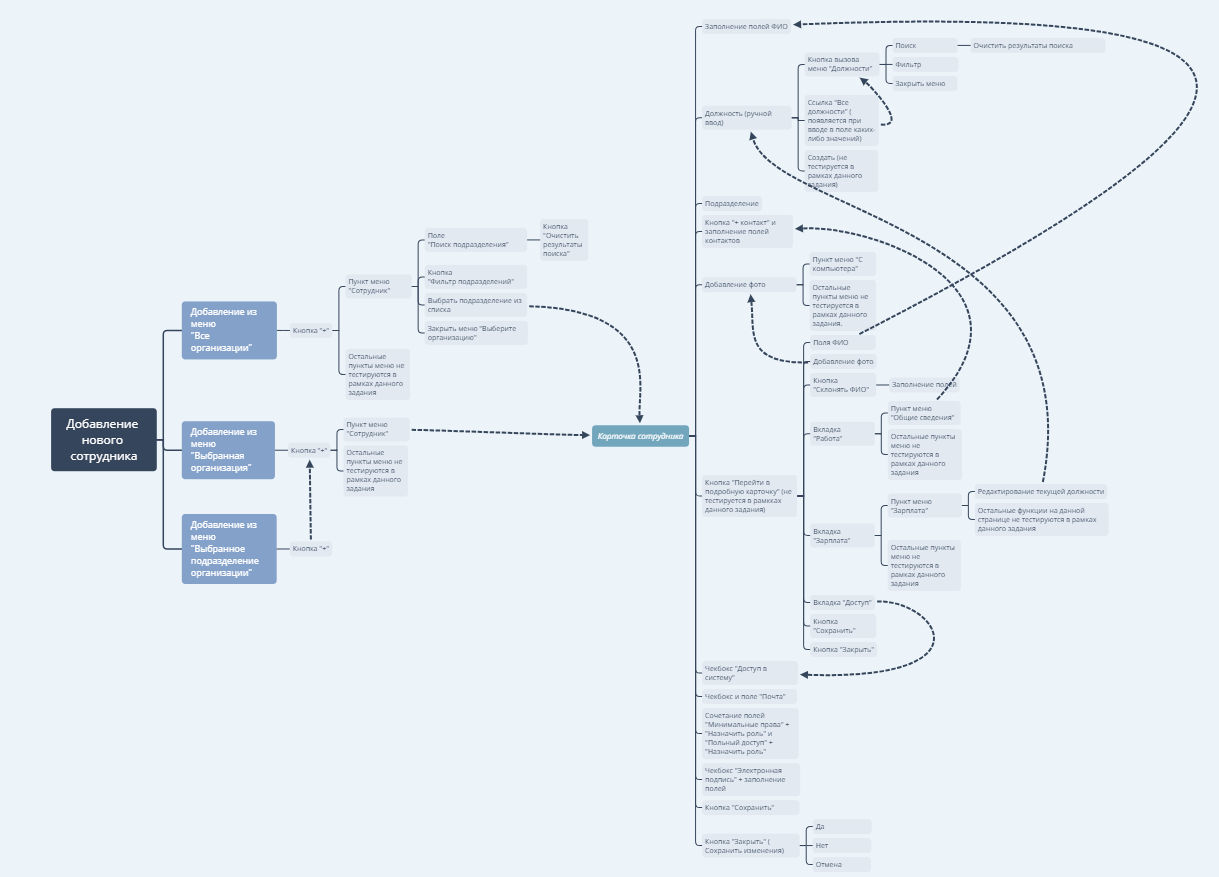 Добавление
нового
сотрудника
Добавление из
меню
"Все
организации"
Кнопка "+"
Пункт меню
"Сотрудник"
Поле
"Поиск подразделения"
Кнопка
"Очистить
результаты
поиска"
Кнопка
"Фильтр подразделений"
Выбрать подразделение из
списка
Закрыть меню "Выберите
организацию"
Остальные
пункты меню не
тестируются в
рамках данного
задания
Добавление из
меню
"Выбранная
организация"
Кнопка "+"
Пункт меню
"Сотрудник"
Остальные
пункты меню не
тестируются в
рамках данного
задания
Добавление из
меню
"Выбранное
подразделение
организации"
Кнопка "+"
Карточка сотрудника
Заполнение полей ФИО
Должность (ручной
ввод)
Кнопка вызова
меню "Должности"
Поиск
Очистить результаты поиска
Фильтр
Закрыть меню
Ссылка "Все
должности" (
появляется при
вводе в поле каких-
либо значений)
Создать (не
тестируется в
рамках данного
задания)
Подразделение
Кнопка "+ контакт" и
заполнение полей
контактов
Добавление фото
Пункт меню "С
компьютера"
Остальные
пункты меню не
тестируется в
рамках данного
задания.
Кнопка "Перейти в
подробную карточку" (не
тестируется в рамкках
данного задания)
Поля ФИО
Добавление фото
Кнопка
"Склонять ФИО"
Заполнение полей
Вкладка
"Работа"
Пункт меню
"Общие сведения"
Остальные пункты
меню не
тестируются в
рамках данного
задания
Вкладка
"Зарплата"
Пункт меню
"Зарплата"
Редактирование текущей должности
Остальные функции на данной
странице не тестируются в рамках
данного задания
Остальные пункты
меню не
тестируются в
рамках данного
задания
Вкладка "Доступ"
Кнопка
"Сохранить"
Кнопка "Закрыть"
Чекбокс "Доступ в
систему"
Чекбокс и поле "Почта"
Сочетание полей
"Минимальные права" +
"Назначить роль" и
"Польный доступ" +
"Назначить роль"
Чекбокс "Электронная
подпись" + заполнение
полей
Кнопка "Сохранить"
Кнопка "Закрыть" (
Сохранить изменения)
Да
Нет
Отмена